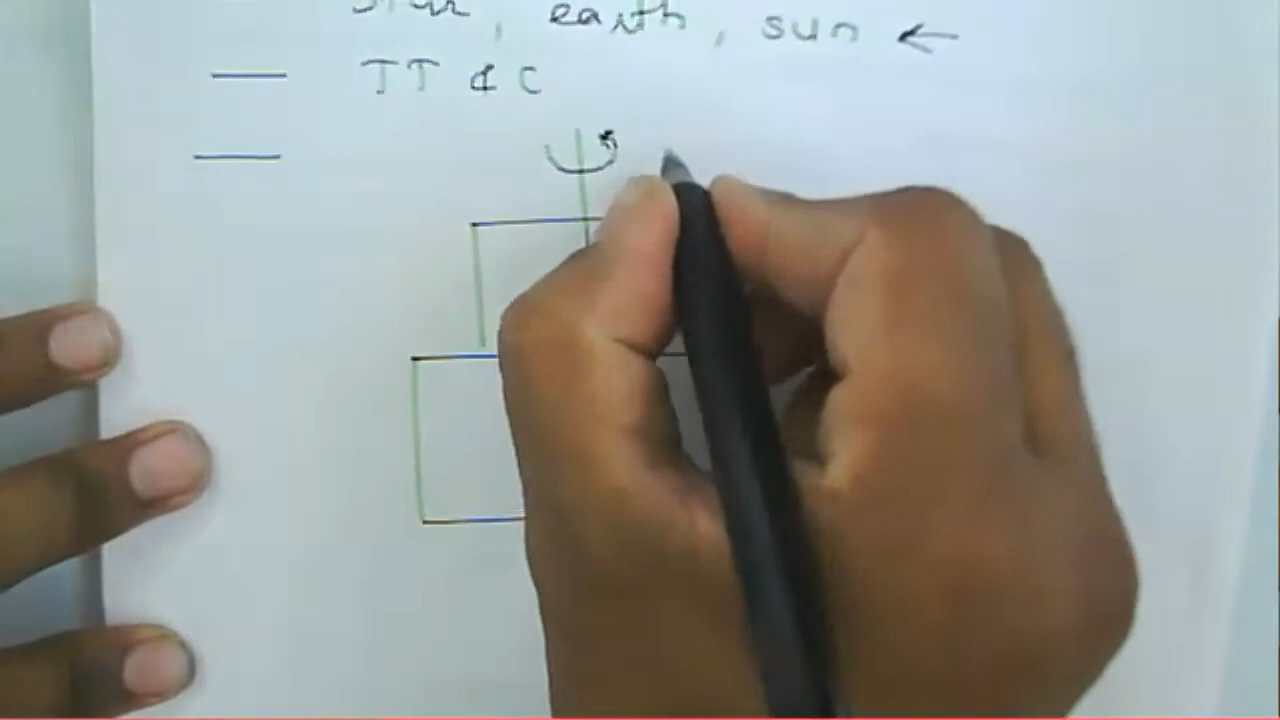 , earth, sun ←
TT & C